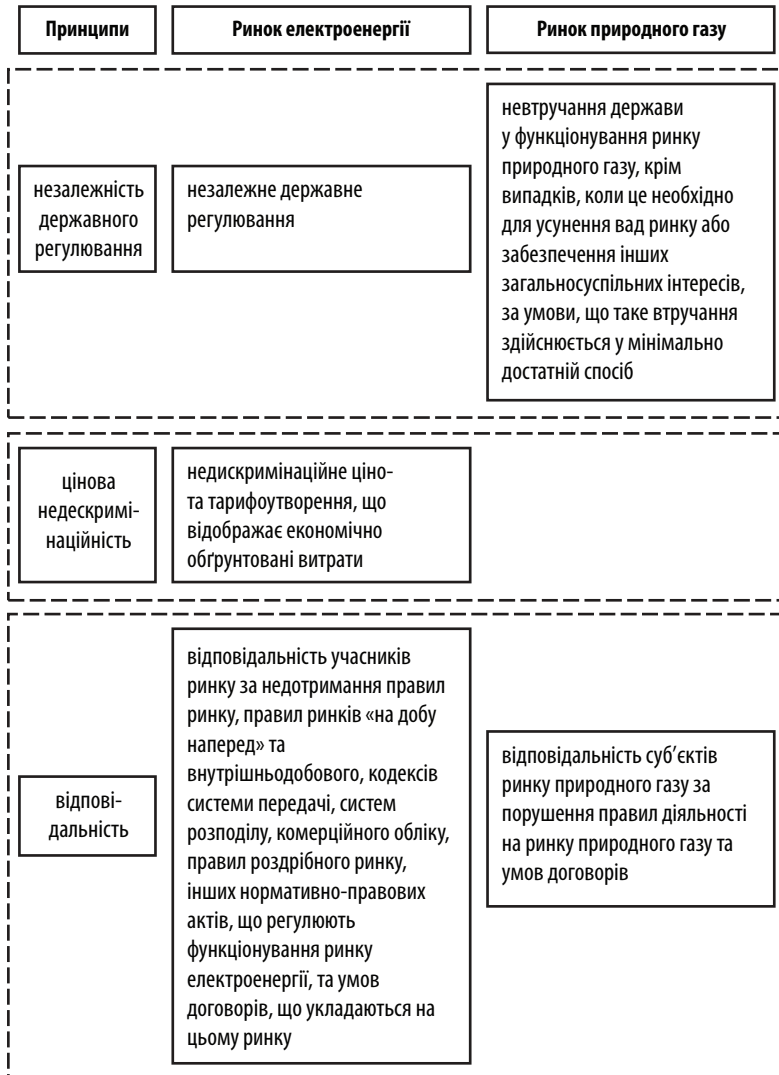 Принципи
Ринок електроенергії
Ринок природного газу
незалежність
державного
регулювання
незалежне державне
регулювання
невтручання держави
у функціонування ринку
природного газу, крім
випадків, коли це необхідно
для усунення вад ринку або
забезпечення інших
загальносуспільних інтересів,
за умови, що таке втручання
здійснюється у мінімально
достатній спосіб
цінова
недескримі-
наційність
недискримінаційне ціно-
та тарифоутворення, що
відображає економічно
обґрунтовані витрати
відпові-
дальність
відповідальність учасників
ринку за недотримання правил
ринку, правил ринків «на добу
наперед» та
внутрішньодобового, кодексів
системи передачі, систем
розподілу, комерційного обліку,
правил роздрібного ринку,
інших нормативно-правових
актів, що регулюють
функціонування ринку
електроенергії, та умов
договорів, що укладаються на
цьому ринку
відповідальність суб’єктів
ринку природного газу за
порушення правил діяльності
на ринку природного газу та
умов договорів